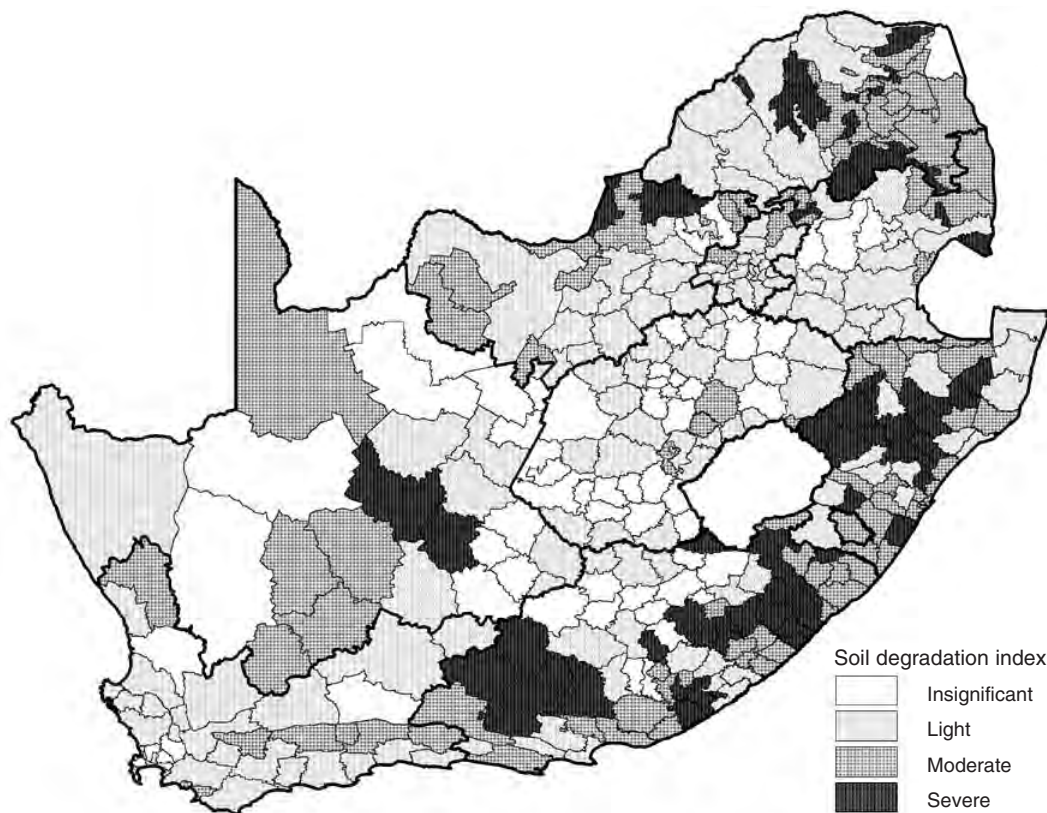 Soil degradation index
Insignificant
Light
Moderate
Severe